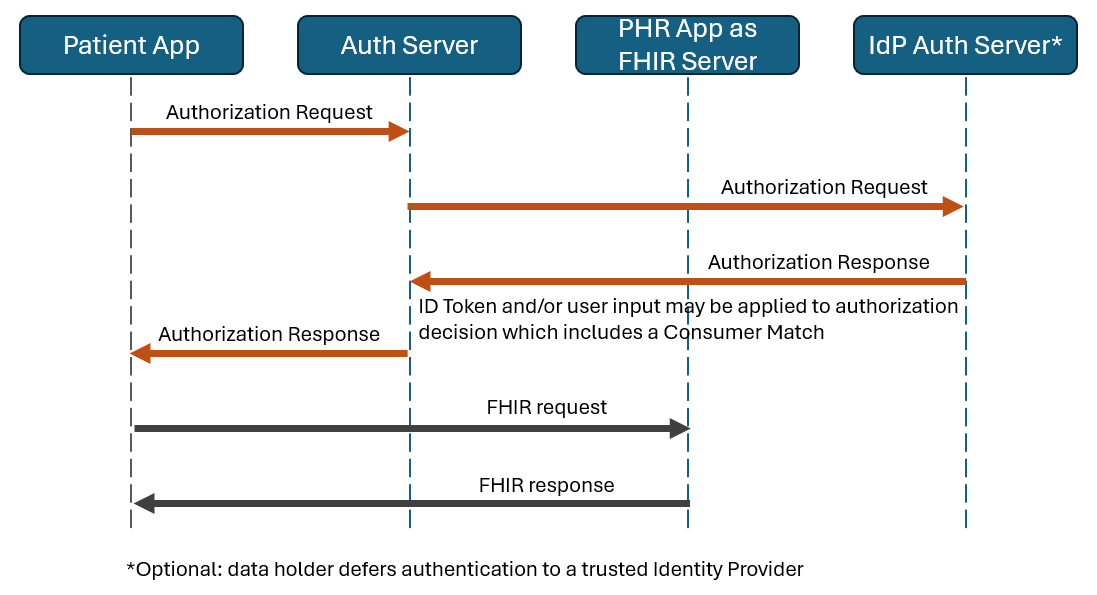 Patient App
Auth Server
PHR App as
FHIR Server
IdP Auth Server*
Authorization Request
Authorization Request
Authorization Response
ID Token and/or user input may be applied to authorization
decision which includes a Consumer Match
Authorization Response
FHIR request
FHIR response
*Optional: data holder defers authentication to a trusted Identity Provider